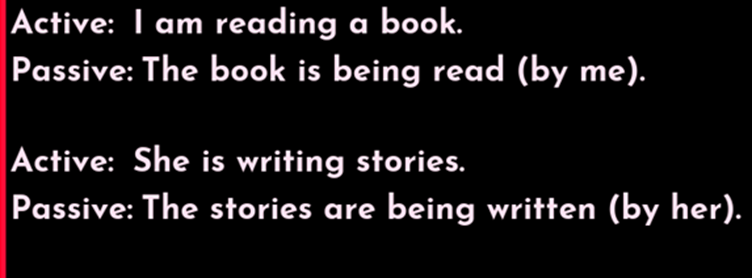 Active: I am reading a book.
Passive: The book is being read (by me).
Active: She is writing stories.
Passive: The stories are being written (by her).